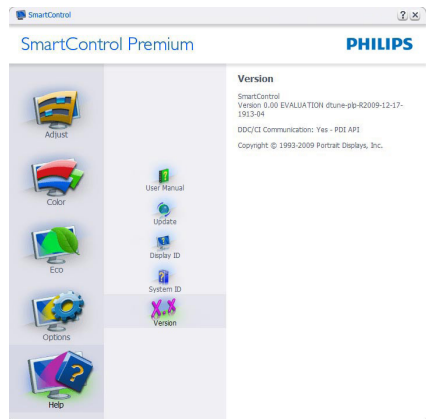 SmartControl
SmartControl Premium
PHILIPS
Adjust
Color
Eco
Options
Help
User Manual
Update
Display ID
System ID
X.X
Version
Version
SmartControl
Version 0.00 EVALUATION dtune-plp-R2009-12-17-
1913-04
DDC/CI Communication: Yes - PDI API
Copyright © 1993-2009 Portrait Displays, Inc.